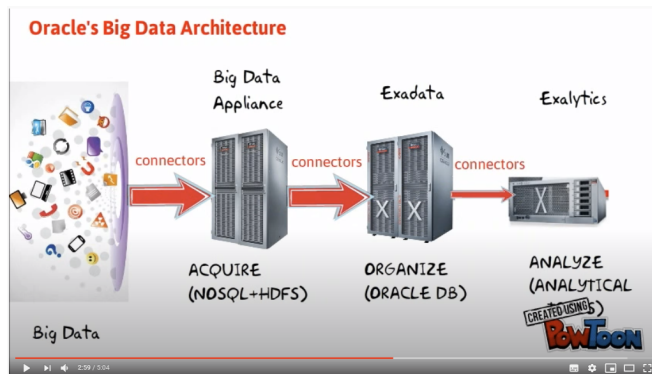 Oracle's Big Data Architecture
Big Data
Appliance
Exadata
Exalytics
connectors
connectors
connectors
ACQUIRE
(NOSQL+HDFS)
ORGANIZE
(ORACLE DB)
ANALYZE
(ANALYTICAL
S)
Big Data
CREATED USING
POWTOON
2:59 / 5:04